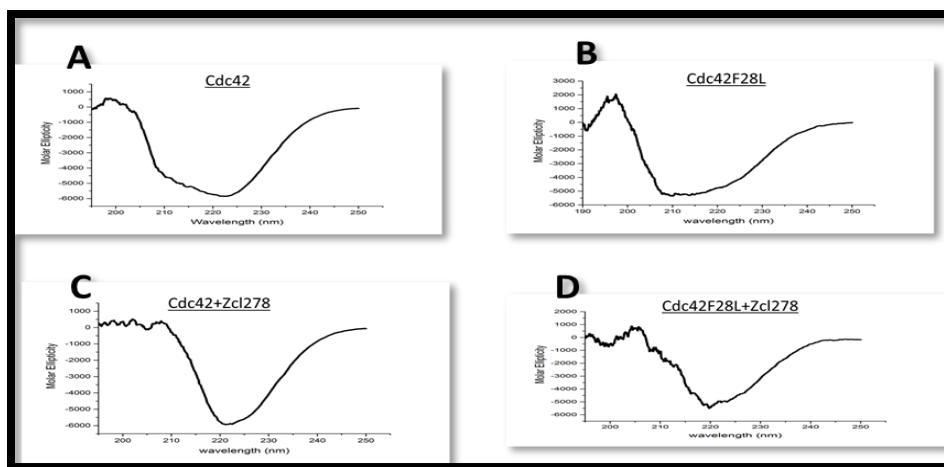 A
Cdc42
1000
0
-1000
-2000
-3000
-4000
-5000
-6000
Molar Ellipticity
200 210 220 230 240 250
Wavelength (nm)
B
Cdc42F28L
3000
2000
1000
0
-1000
-2000
-3000
-4000
-5000
-6000
Molar Ellipticity
190 200 210 220 230 240 250
wavelength (nm)
C
Cdc42+Zcl278
1000
0
-1000
-2000
-3000
-4000
-5000
-6000
Molar Ellipticity
200 210 220 230 240 250
wavelength (nm)
D
Cdc42F28L+Zcl278
2000
1000
0
-1000
-2000
-3000
-4000
-5000
-6000
Molar Ellipticity
200 210 220 230 240 250
wavelength (nm)